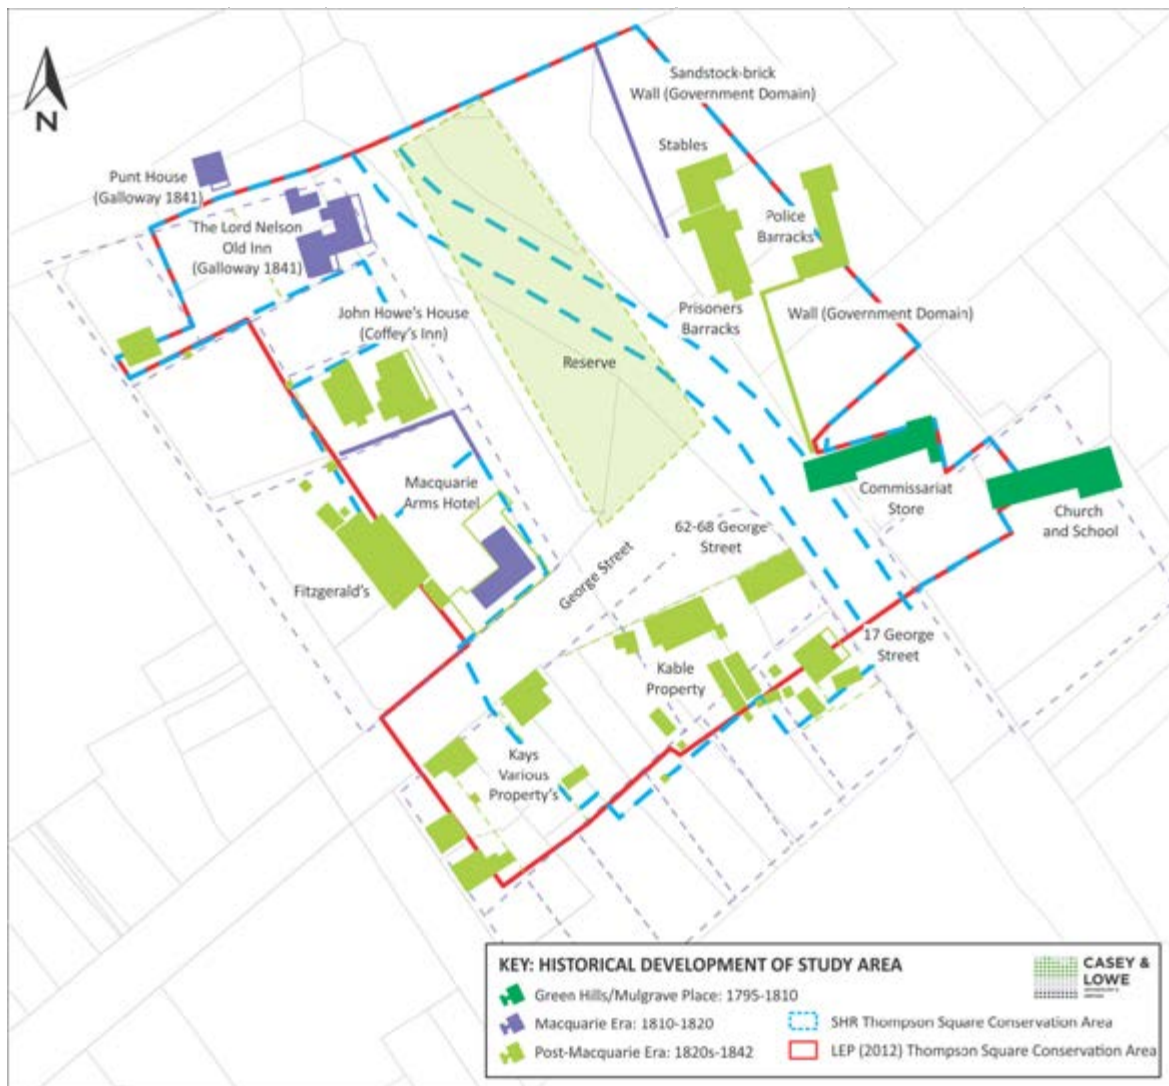 N
Sandstock-brick
Wall (Government Domain)
Stables
Punt House
(Galloway 1841)
The Lord Nelson
Old Inn
(Galloway 1841)
Police
Barracks
Prisoners
Barracks
Wall (Government Domain)
John Howe's House
(Coffey's Inn)
Reserve
Macquarie
Arms Hotel
Commissariat
Store
Church
and School
62-68 George
Street
George Street
Fitzgerald's
17 George
Street
Kable
Property
Kays
Various
Property's
KEY: HISTORICAL DEVELOPMENT OF STUDY AREA
CASEY &
LOWE
Green Hills/Mulgrave Place: 1795-1810
Macquarie Era: 1810-1820
SHR Thompson Square Conservation Area
Post-Macquarie Era: 1820s-1842
LEP (2012) Thompson Square Conservation Area